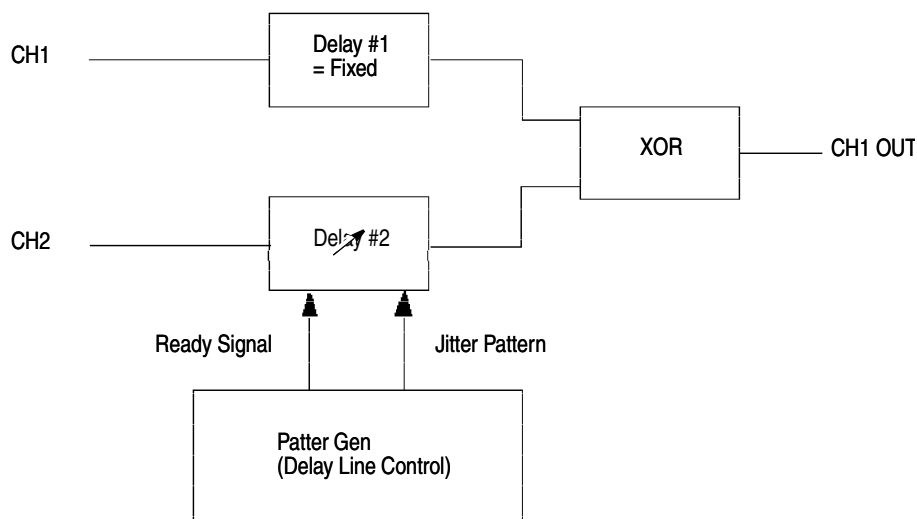 CH1
Delay #1
= Fixed
XOR
CH1 OUT
CH2
Delay #2
Ready Signal
Jitter Pattern
Patter Gen
(Delay Line Control)